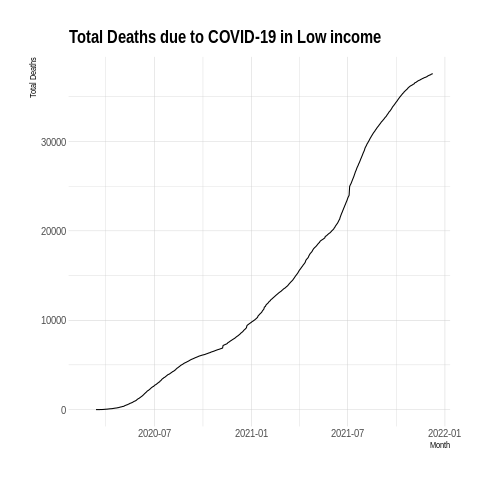 Total Deaths due to COVID-19 in Low income
Total Deaths
30000
20000
10000
0
2020-07 2021-01 2021-07 2022-01
Month